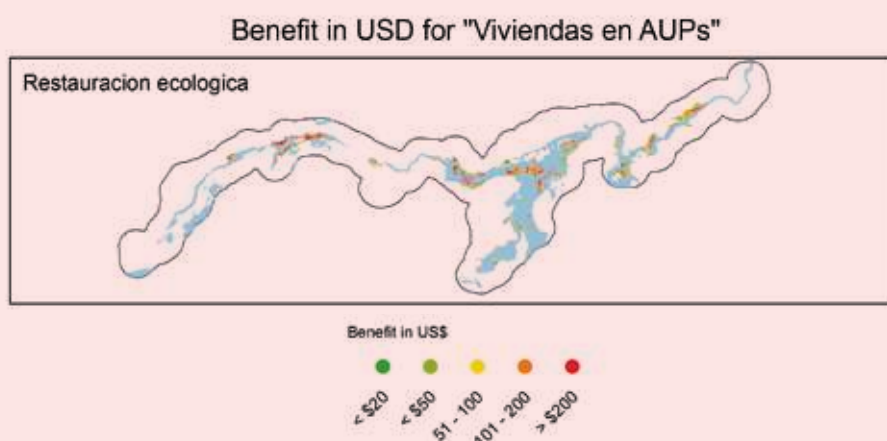 Benefit in USD for "Viviendas en AUPs"
Restauracion ecologica
Benefit in US$
< $20
< $50
51 - 100
101 - 200
> $200